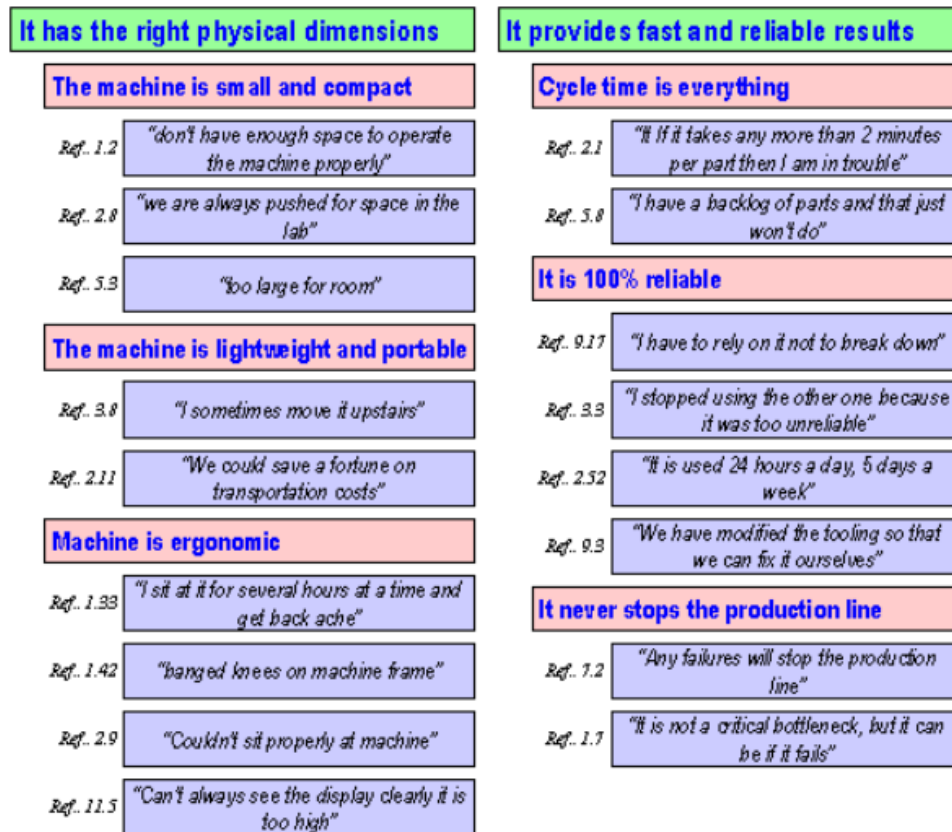 It has the right physical dimensions
The machine is small and compact
Ref.. 1.2
“don't have enough space to operate
the machine properly”
Ref.. 2.8
“we are always pushed for space in the
lab”
Ref.. 5.3
“too large for room”
The machine is lightweight and portable
Ref.. 3.8
“I sometimes move it upstairs”
Ref.. 2.11
“We could save a fortune on
transportation costs”
Machine is ergonomic
Ref.. 1.33
“I sit at it for several hours at a time and
get back ache”
Ref.. 1.42
“banged knees on machine frame”
Ref.. 2.9
“Couldn't sit properly at machine”
Ref.. 11.5
“Can't always see the display clearly it is
too high”
It provides fast and reliable results
Cycle time is everything
Ref.. 2.1
“It If it takes any more than 2 minutes
per part then I am in trouble”
Ref.. 5.8
“I have a backlog of parts and that just
won't do”
It is 100% reliable
Ref.. 9.17
“I have to rely on it not to break down”
Ref.. 3.3
“I stopped using the other one because
it was too unreliable”
Ref.. 2.52
“It is used 24 hours a day, 5 days a
week”
Ref.. 9.3
“We have modified the tooling so that
we can fix it ourselves”
It never stops the production line
Ref.. 7.2
“Any failures will stop the production
line”
Ref.. 1.7
“It is not a critical bottleneck, but it can
be if it fails”